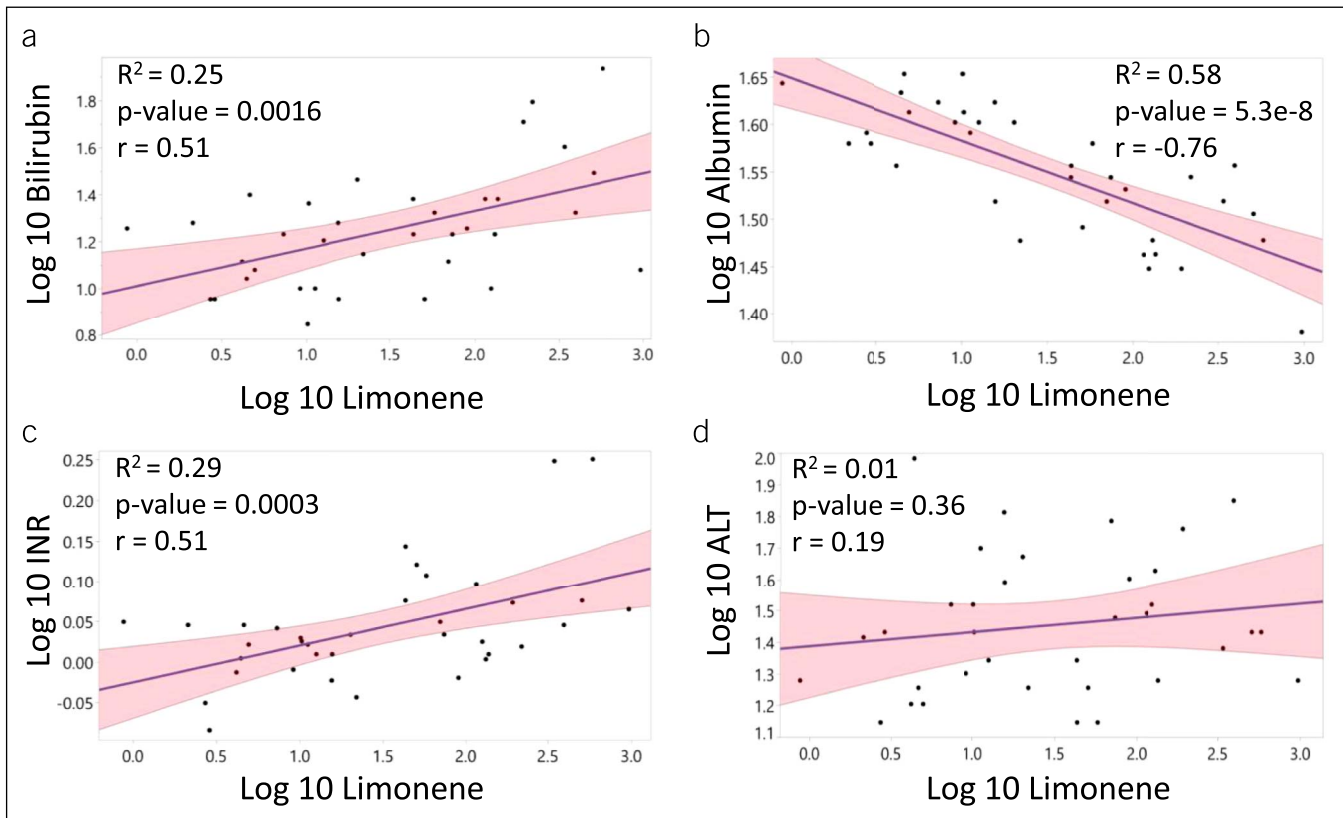 a
R² = 0.25
p-value = 0.0016
r = 0.51
Log 10 Bilirubin
1.8
1.6
1.4
1.2
1.0
0.8
0.0 0.5 1.0 1.5 2.0 2.5 3.0
Log 10 Limonene
b
R² = 0.58
p-value = 5.3e-8
r = -0.76
Log 10 Albumin
1.65
1.60
1.55
1.50
1.45
1.40
0.0 0.5 1.0 1.5 2.0 2.5 3.0
Log 10 Limonene
c
R² = 0.29
p-value = 0.0003
r = 0.51
Log 10 INR
0.25
0.20
0.15
0.10
0.05
0.00
-0.05
0.0 0.5 1.0 1.5 2.0 2.5 3.0
Log 10 Limonene
d
R² = 0.01
p-value = 0.36
r = 0.19
Log 10 ALT
2.0
1.9
1.8
1.7
1.6
1.5
1.4
1.3
1.2
1.1
0.0 0.5 1.0 1.5 2.0 2.5 3.0
Log 10 Limonene